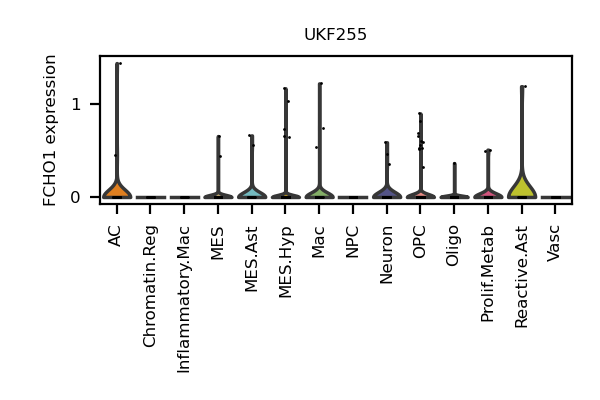 UKF255
FCHO1 expression
1
0
AC
Chromatin.Reg
Inflammatory.Mac
MES
MES.Ast
MES.Hyp
Mac
NPC
Neuron
OPC
Oligo
Prolif.Metab
Reactive.Ast
Vasc